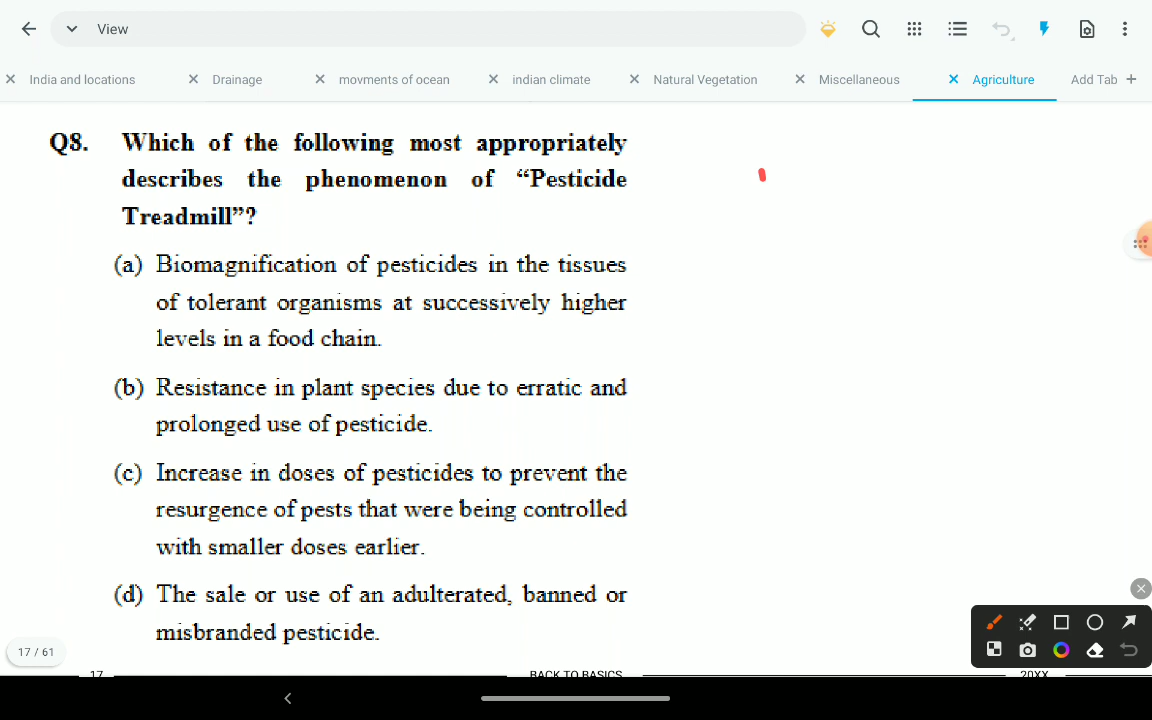 View
India and locations
Drainage
movments of ocean
indian climate
Natural Vegetation
Miscellaneous
Agriculture
Add Tab +
Q8. Which of the following most appropriately
describes the phenomenon of “Pesticide
Treadmill”?
(a) Biomagnification of pesticides in the tissues
of tolerant organisms at successively higher
levels in a food chain.
(b) Resistance in plant species due to erratic and
prolonged use of pesticide.
(c) Increase in doses of pesticides to prevent the
resurgence of pests that were being controlled
with smaller doses earlier.
(d) The sale or use of an adulterated, banned or
misbranded pesticide.
17 / 61
17 BACK TO BASICS 20XX